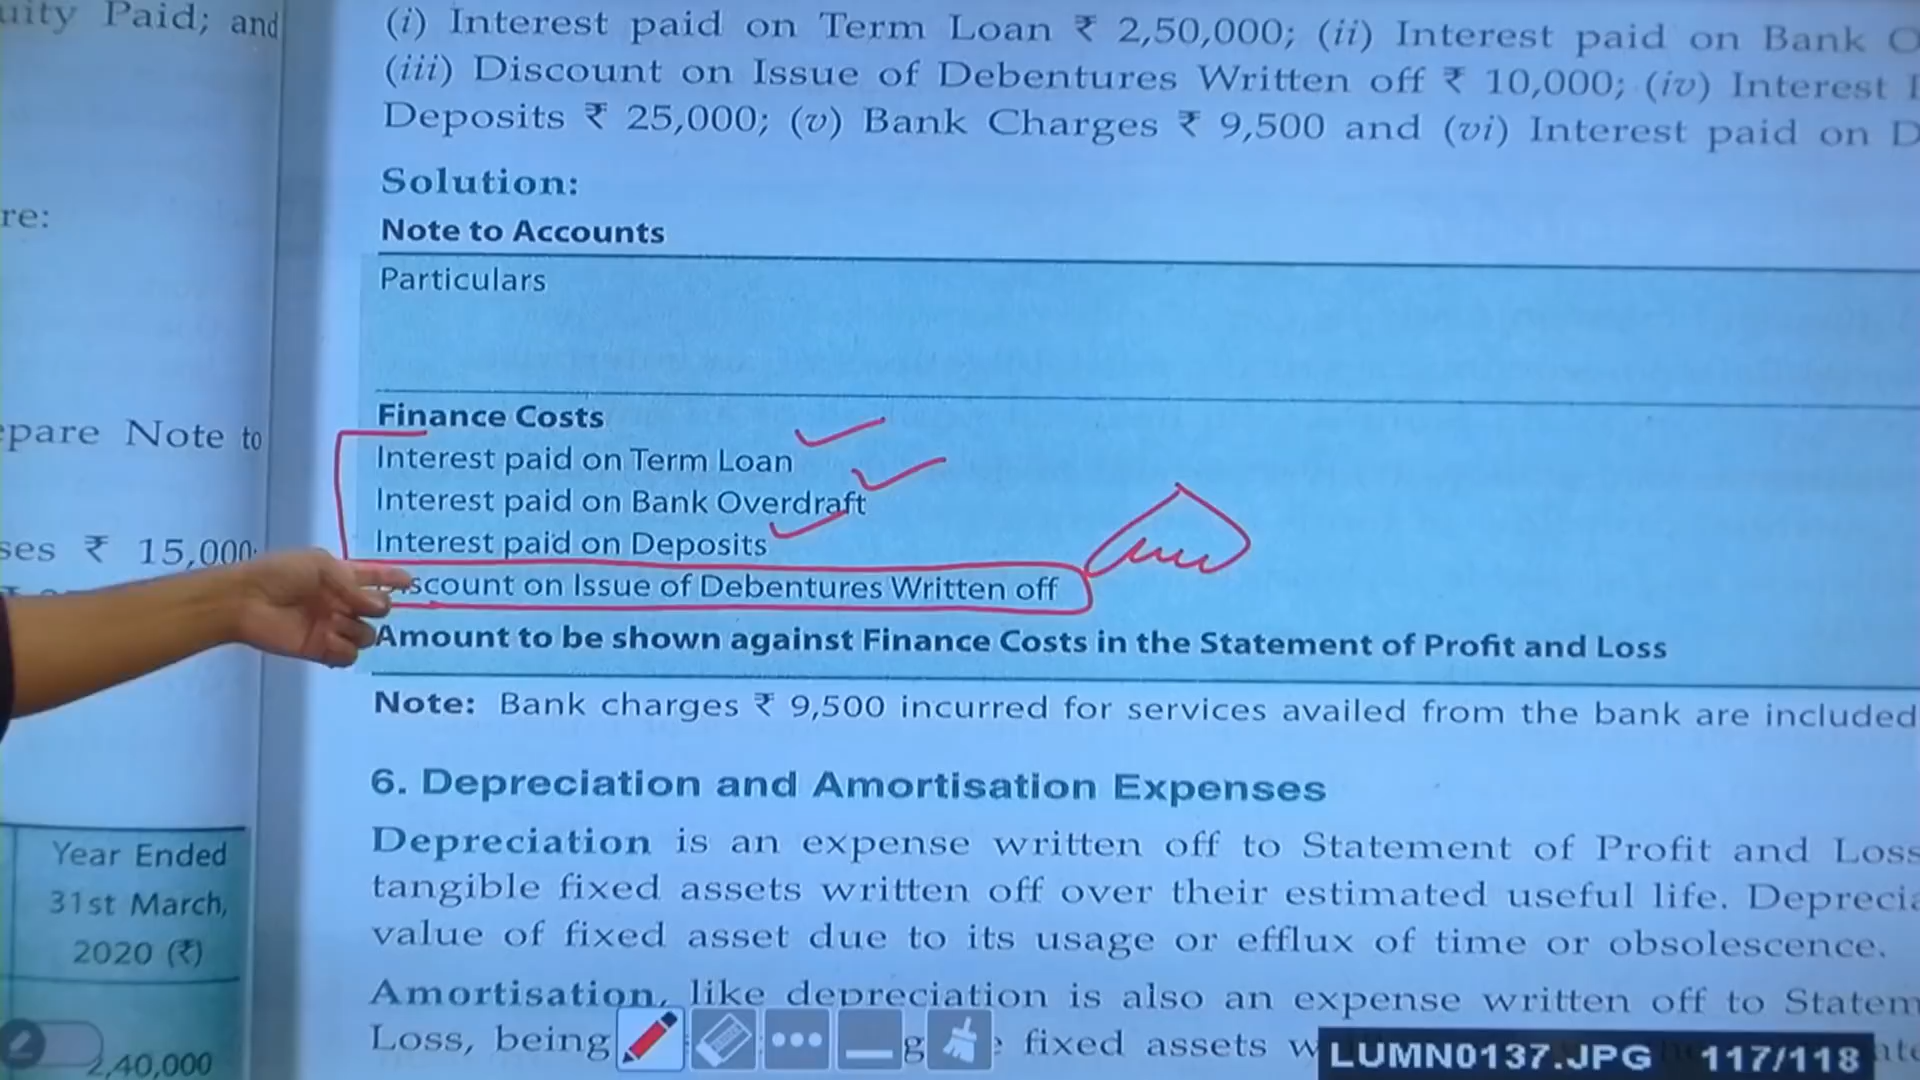 uity Paid; and
re:
epare Note to
ses ₹ 15,000;
Year Ended
31st March,
2020 (₹)
2,40,000
(i) Interest paid on Term Loan ₹ 2,50,000; (ii) Interest paid on Bank O
(iii) Discount on Issue of Debentures Written off ₹ 10,000; (iv) Interest
Deposits ₹ 25,000; (v) Bank Charges ₹ 9,500 and (vi) Interest paid on D
Solution:
Note to Accounts
Particulars
Finance Costs
Interest paid on Term Loan
Interest paid on Bank Overdraft
Interest paid on Deposits
scount on Issue of Debentures Written off
Amount to be shown against Finance Costs in the Statement of Profit and Loss
Note: Bank charges ₹ 9,500 incurred for services availed from the bank are included
6. Depreciation and Amortisation Expenses
Depreciation is an expense written off to Statement of Profit and Loss
tangible fixed assets written off over their estimated useful life. Deprecia
value of fixed asset due to its usage or efflux of time or obsolescence.
Amortisation, like depreciation is also an expense written off to Statem
Loss, being g fixed assets w
LUMN0137.JPG 117/118